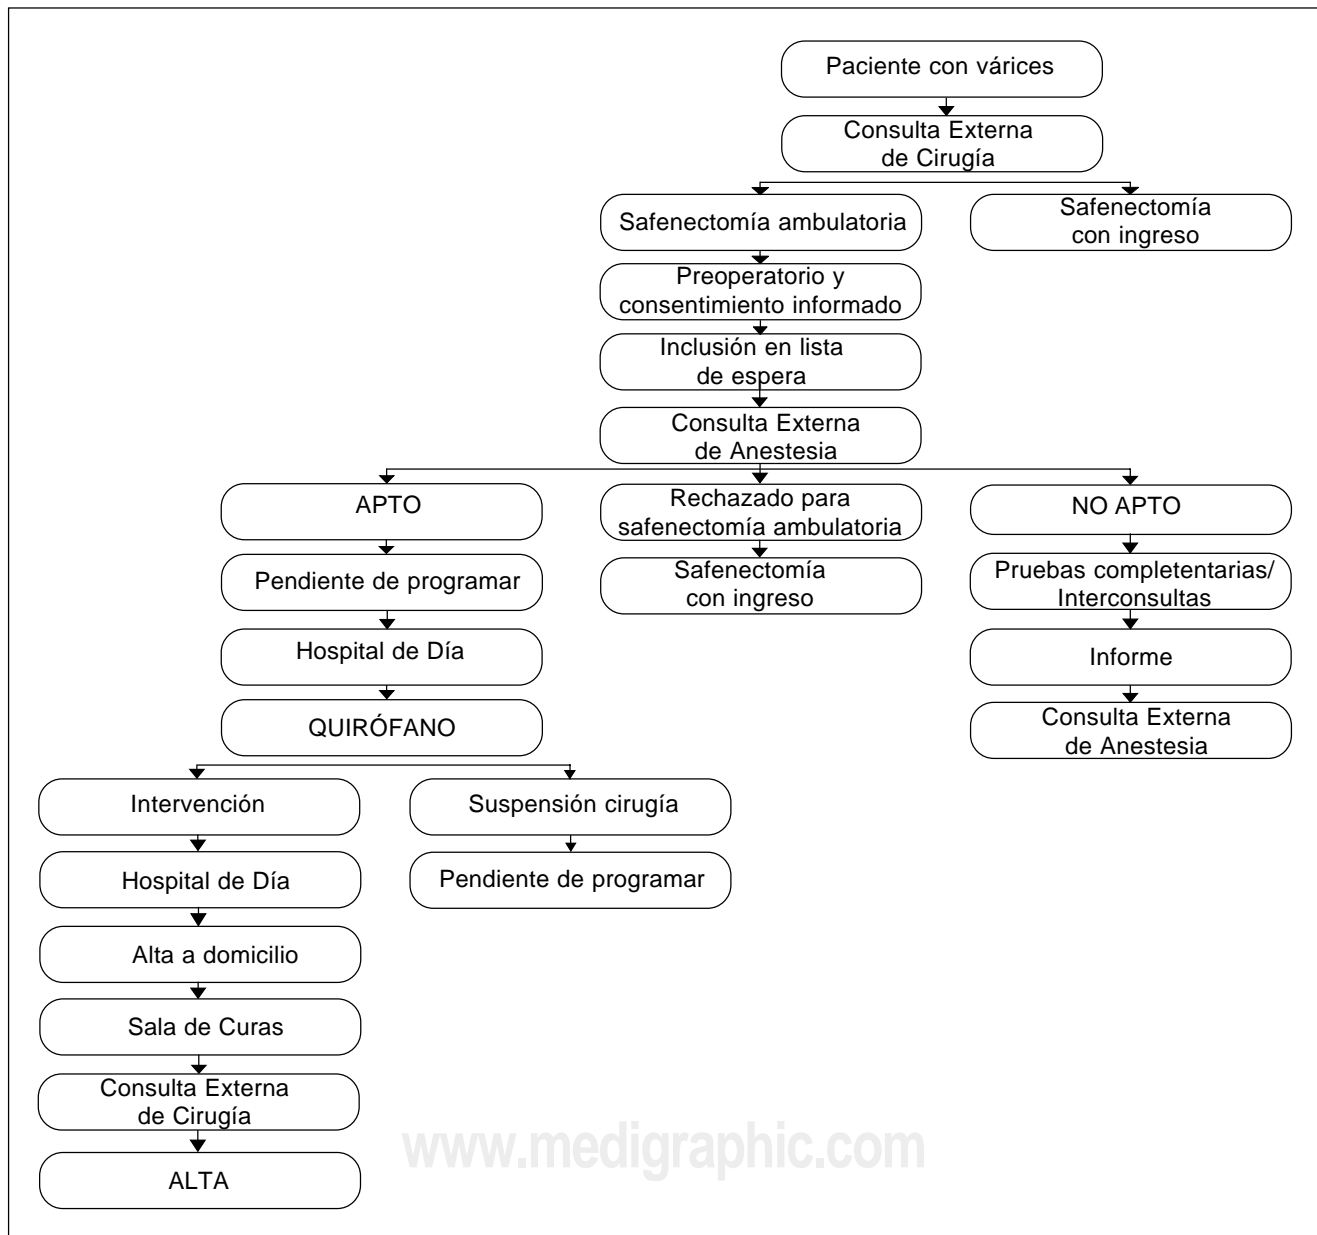 Paciente con várices
Consulta Externa
de Cirugía
Safenectomía ambulatoria
Safenectomía
con ingreso
Preoperatorio y
consentimiento informado
Inclusión en lista
de espera
Consulta Externa
de Anestesia
APTO
Rechazado para
safenectomía ambulatoria
NO APTO
Pendiente de programar
Safenectomía
con ingreso
Pruebas completentarias/
Interconsultas
Hospital de Día
Informe
QUIRÓFANO
Consulta Externa
de Anestesia
Intervención
Suspensión cirugía
Hospital de Día
Pendiente de programar
Alta a domicilio
Sala de Curas
Consulta Externa
de Cirugía
www.medigraphic.com
ALTA